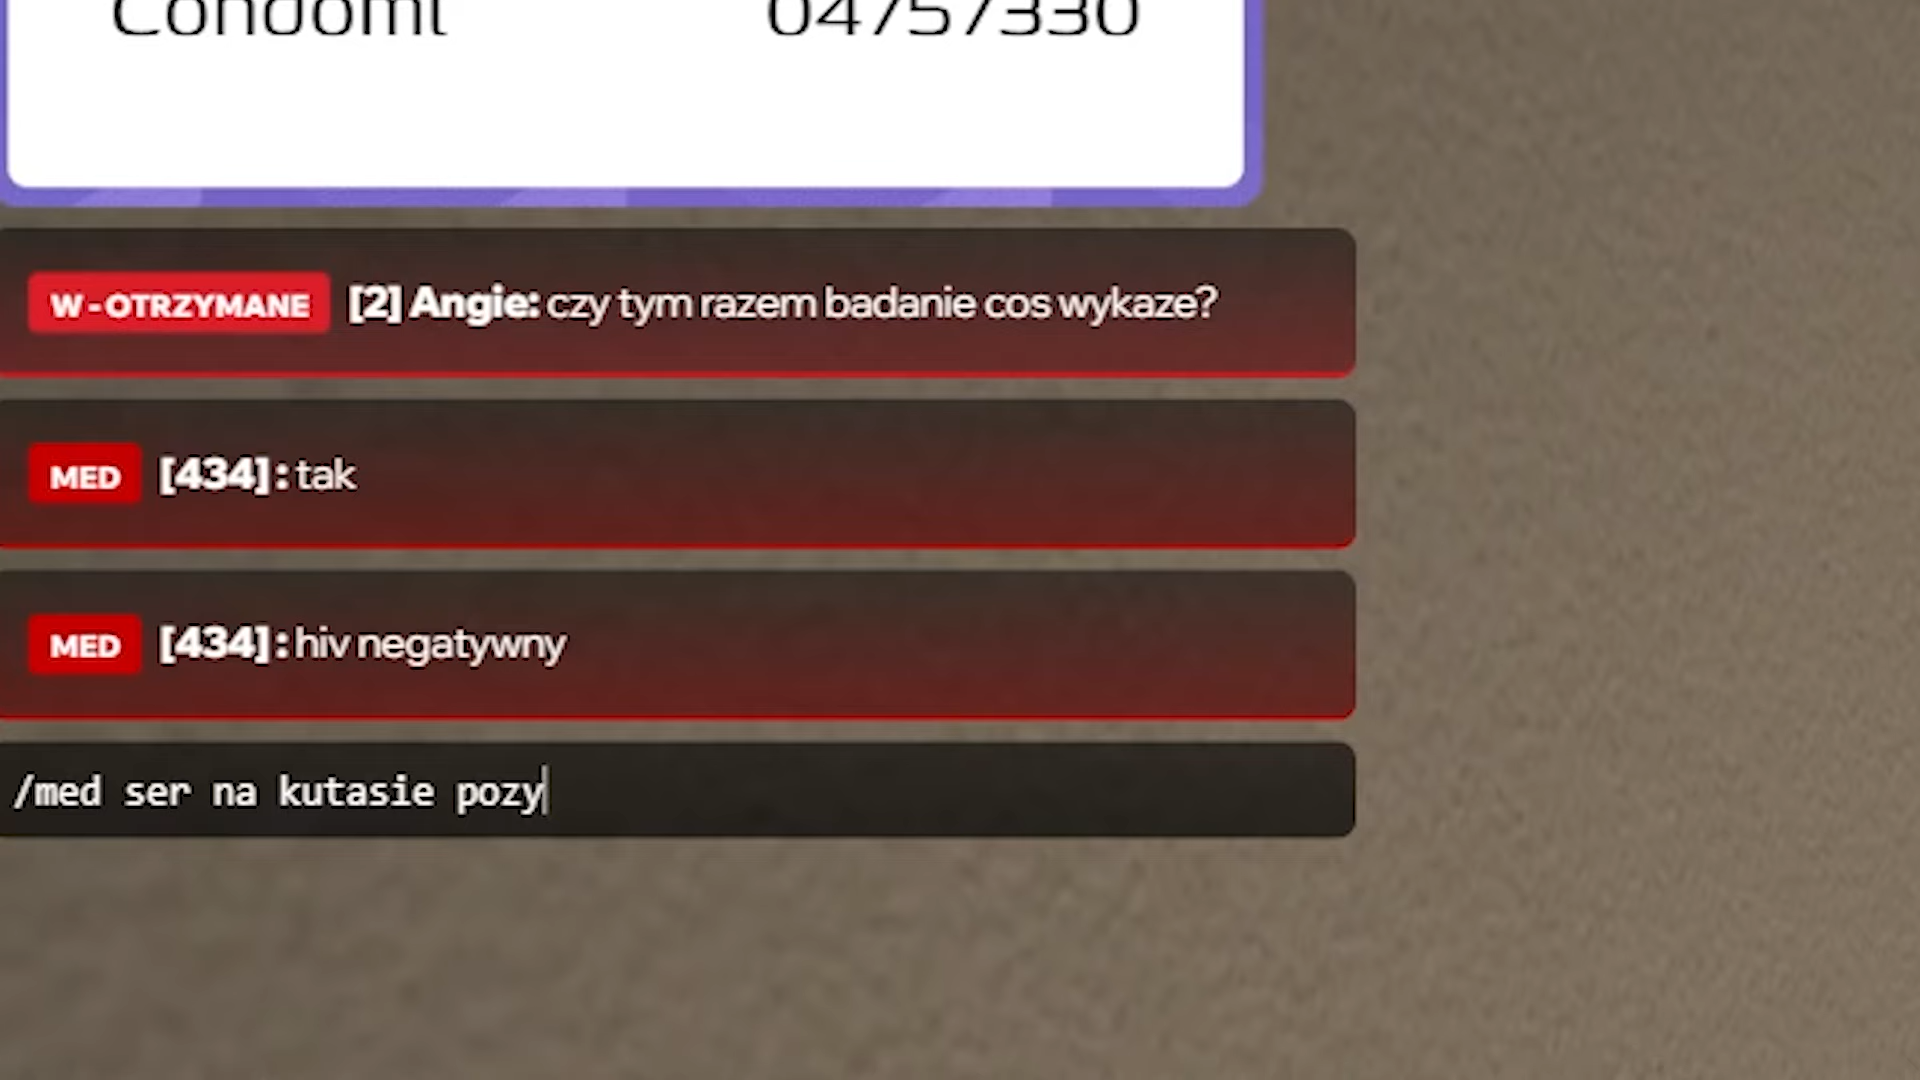 Condoml 04757330
W-OTRZYMANE [2] Angie: czy tym razem badanie cos wykaze?
MED [434]: tak
MED [434]: hiv negatywny
/med ser na kutasie pozy